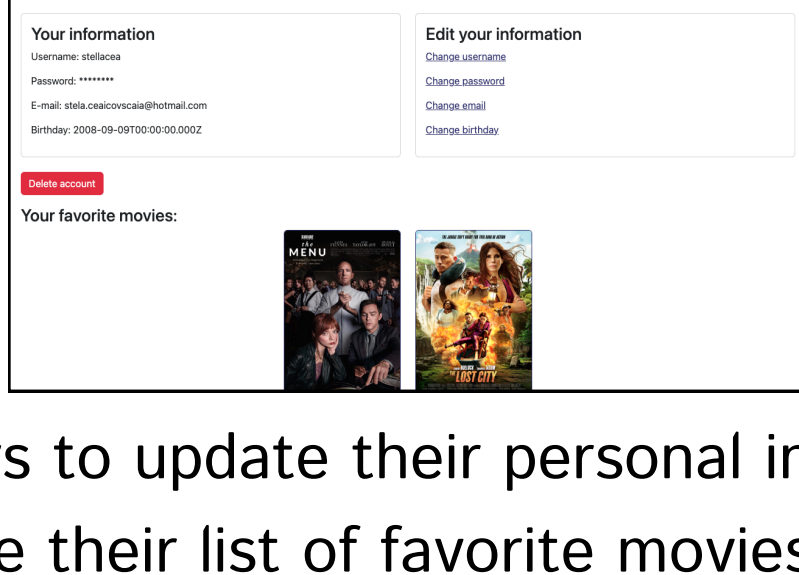 Your information
Username: stellacea
Password: ********
E-mail: stela.ceaicovscaia@hotmail.com
Birthday: 2008-09-09T00:00:00.000Z
Edit your information
Change username
Change password
Change email
Change birthday
Delete account
Your favorite movies:
the
MENU
THE LOST CITY
s to update their personal in
e their list of favorite movies